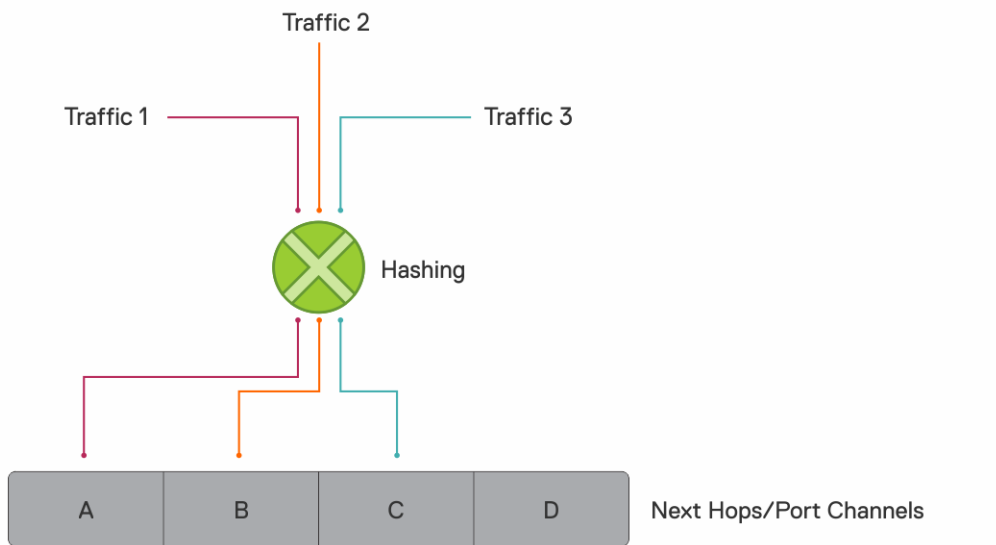 Traffic 2
Traffic 1
Traffic 3
Hashing
A
B
C
D
Next Hops/Port Channels